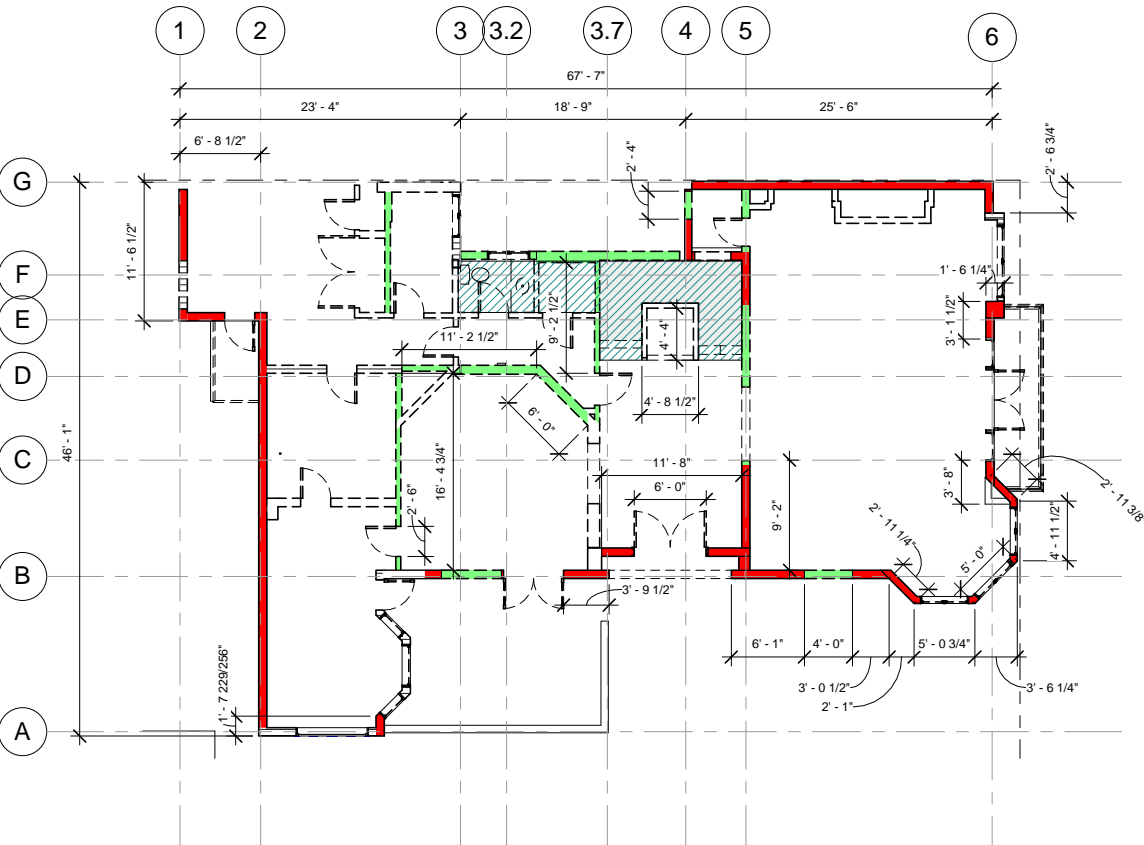 1 2 3 3.2 3.7 4 5 6
67' - 7"
23' - 4" 18' - 9" 25' - 6"
6' - 8 1/2"
2' - 4"
2' - 6 3/4"
G
11' - 6 1/2"
F
1' - 6 1/4"
E
3' - 1 1/2"
11' - 2 1/2"
9' - 2 1/2"
4' - 4"
D
4' - 8 1/2"
6' - 0"
46' - 1"
C
16' - 4 3/4"
11' - 8"
2' - 6"
6' - 0"
9' - 2"
3' - 8"
2' - 11 3/8
2' - 11 1/4"
4' - 11 1/2"
5' - 0"
B
3' - 9 1/2"
6' - 1" 4' - 0" 5' - 0 3/4"
3' - 0 1/2"
2' - 1"
3' - 6 1/4"
1' - 7 229/256"
A